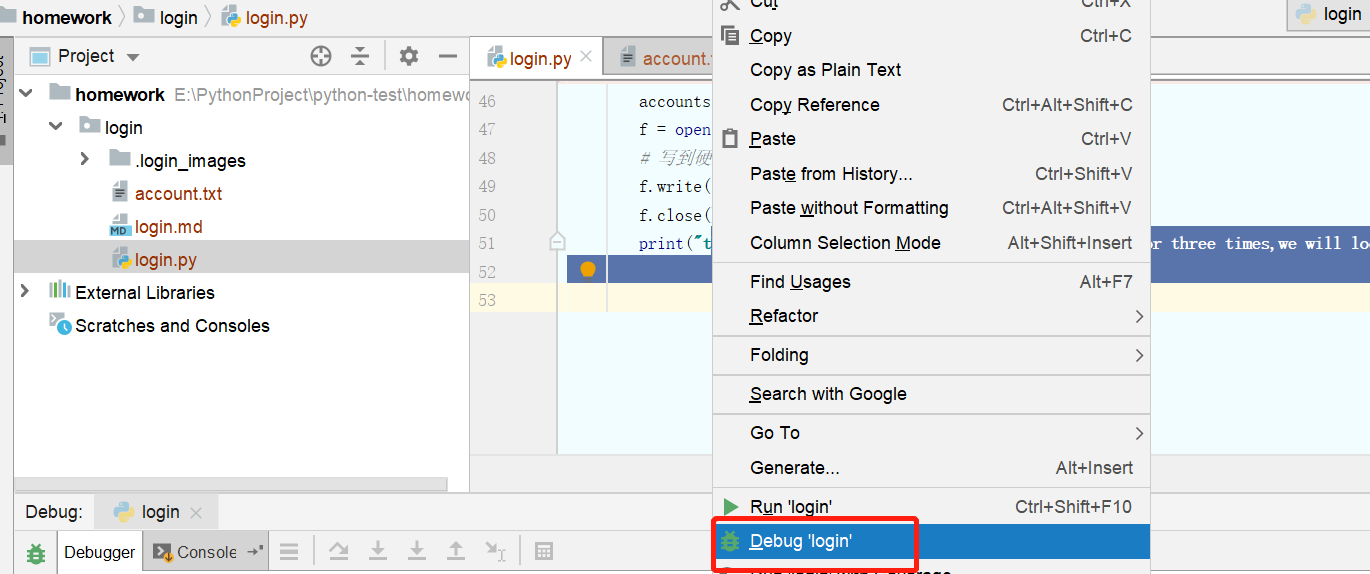 homework login login.py
login
Project
homework E:\PythonProject\python-test\homewo
login
.login_images
account.txt
login.md
login.py
External Libraries
Scratches and Consoles
login.py
account.
46 accounts
47 f = open
48 # 写到硬
49 f.write(
50 f.close(
51 print("t
or three times,we will lo
52
53
Cut Ctrl+X
Copy Ctrl+C
Copy as Plain Text
Copy Reference Ctrl+Alt+Shift+C
Paste Ctrl+V
Paste from History... Ctrl+Shift+V
Paste without Formatting Ctrl+Alt+Shift+V
Column Selection Mode Alt+Shift+Insert
Find Usages Alt+F7
Refactor
Folding
Search with Google
Go To
Generate... Alt+Insert
Run 'login' Ctrl+Shift+F10
Debug 'login'
Debug: login
Debugger Console